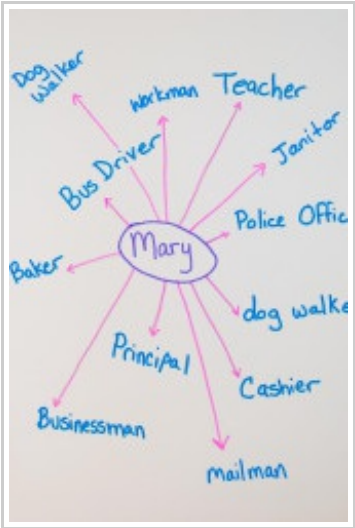 Dog
Walker
workman
Teacher
Janitor
Bus Driver
Police Offic
Mary
Baker
dog walke
Principal
Cashier
Businessman
mailman